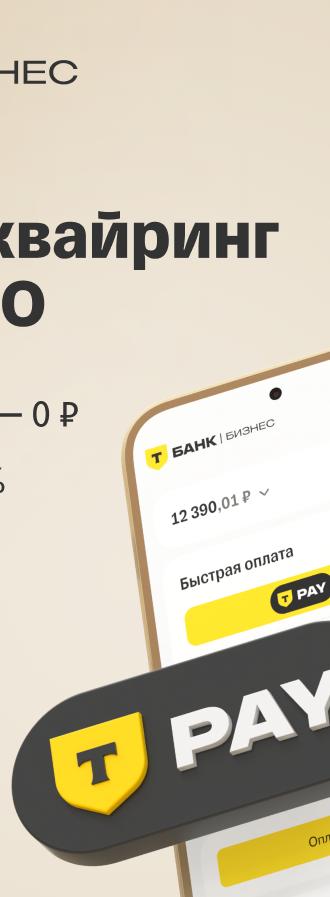 НЕС
квайринг
О
— 0 ₽
%
Т БАНК | БИЗНЕС
12 390,01 ₽
Быстрая оплата
Т PAY
Т PAY
Опл